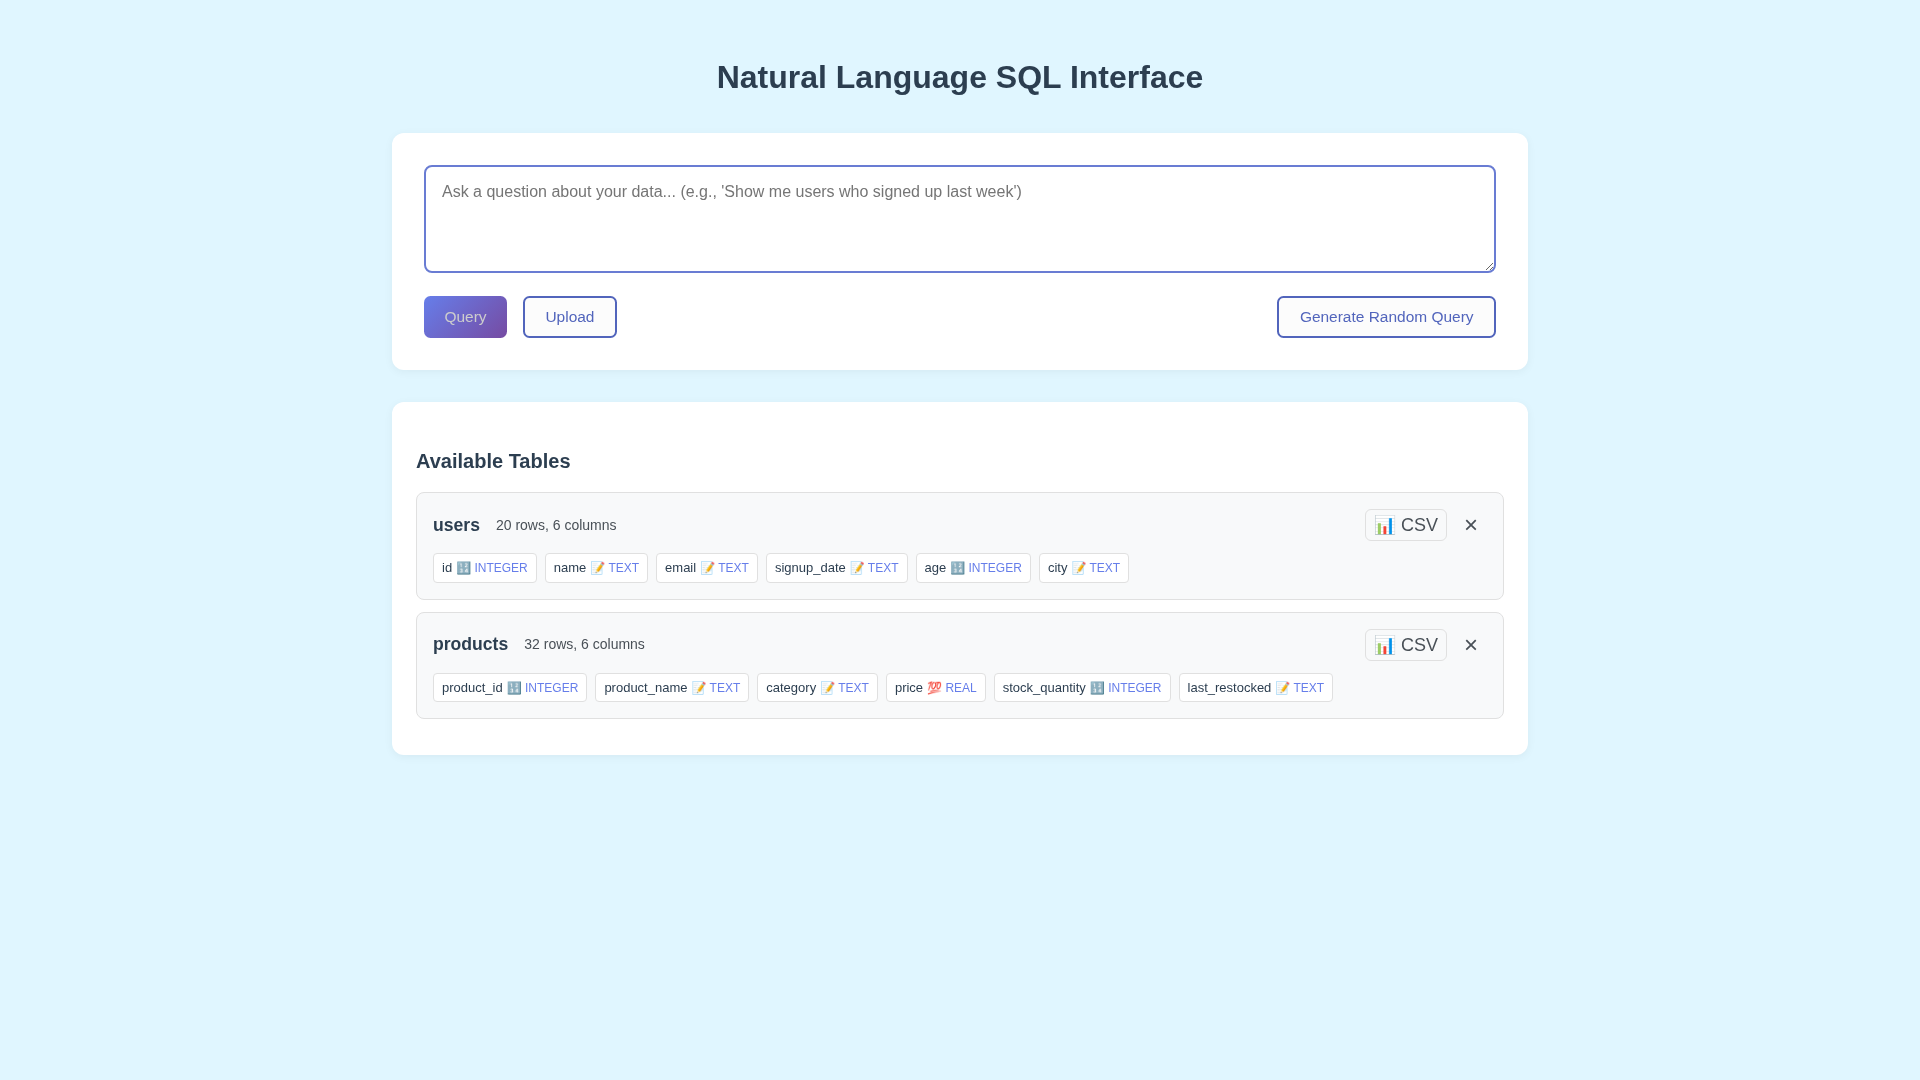 Natural Language SQL Interface
Ask a question about your data... (e.g., 'Show me users who signed up last week')
Query Upload Generate Random Query
Available Tables
users 20 rows, 6 columns 📊 CSV ✕
id 🔢 INTEGER name 📝 TEXT email 📝 TEXT signup_date 📝 TEXT age 🔢 INTEGER city 📝 TEXT
products 32 rows, 6 columns 📊 CSV ✕
product_id 🔢 INTEGER product_name 📝 TEXT category 📝 TEXT price 💯 REAL stock_quantity 🔢 INTEGER last_restocked 📝 TEXT